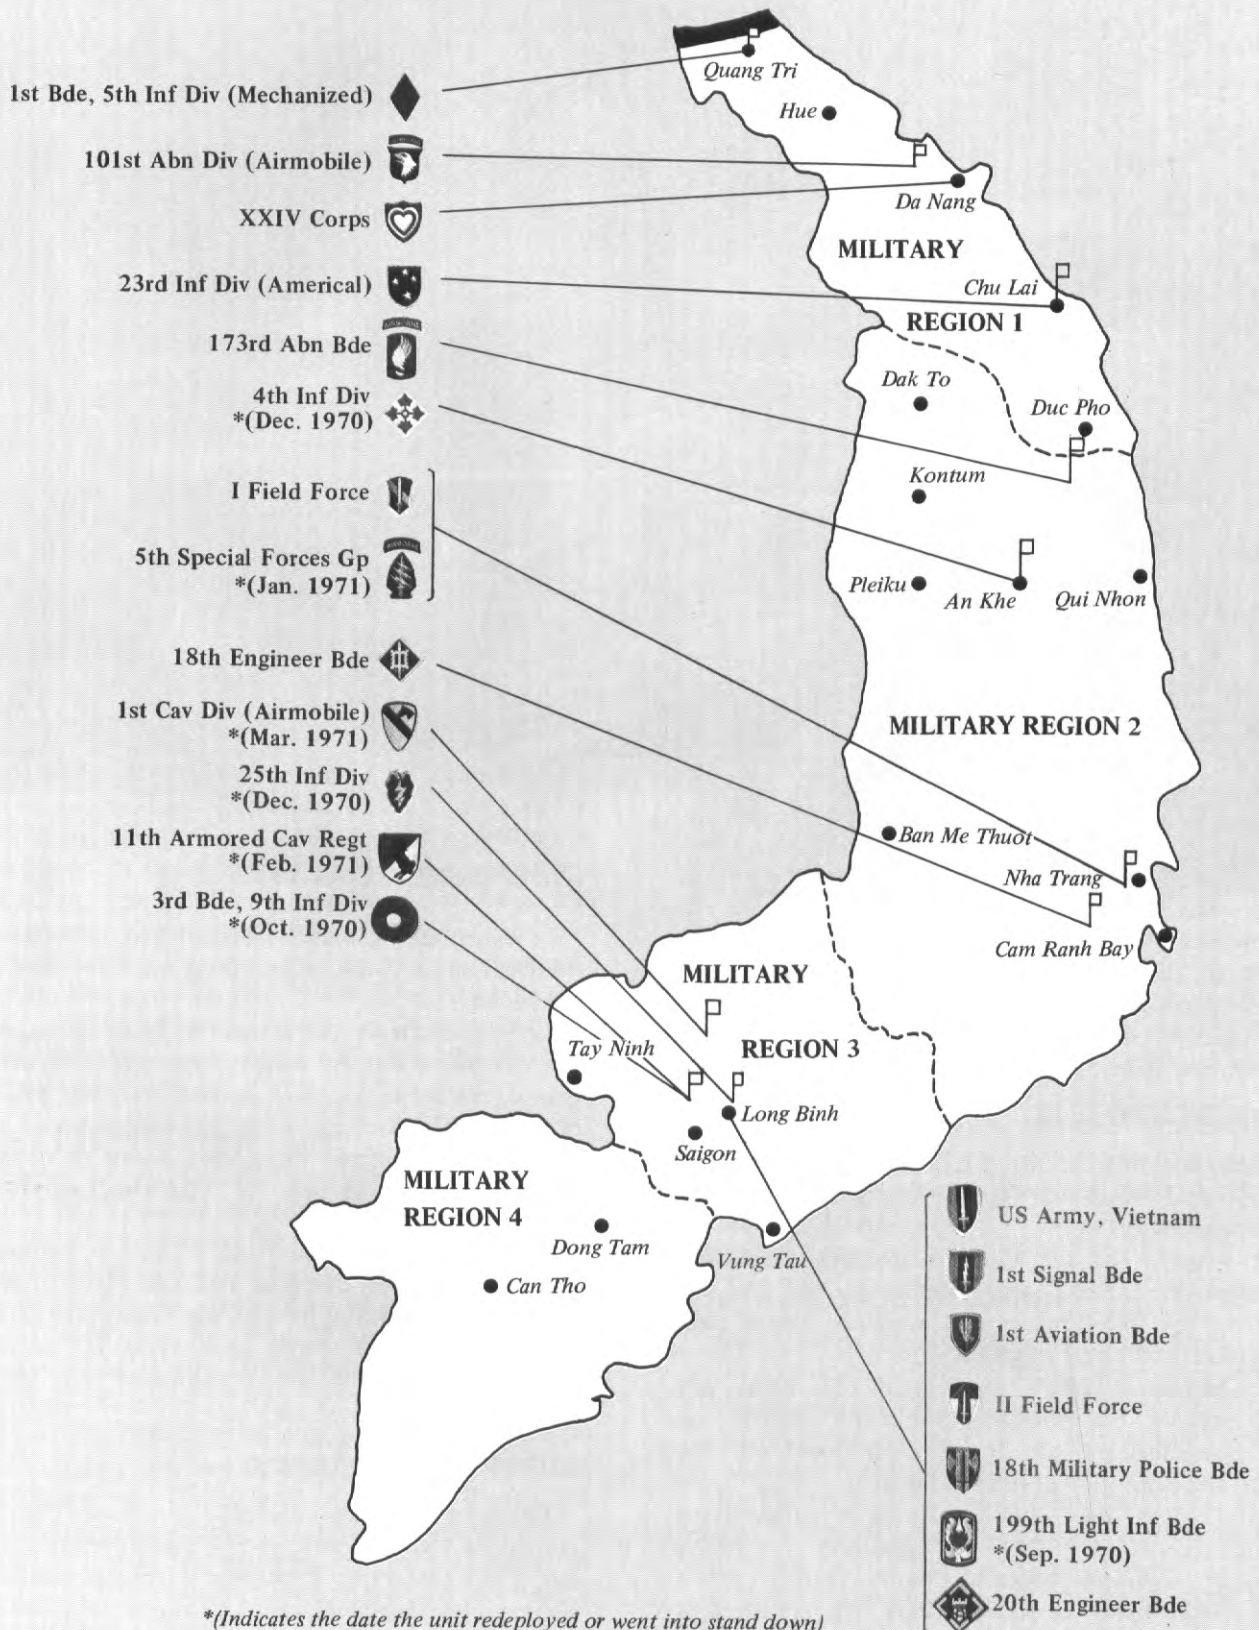 1st Bde, 5th Inf Div (Mechanized)
101st Abn Div (Airmobile)
XXIV Corps
23rd Inf Div (Americal)
173rd Abn Bde
4th Inf Div
*(Dec. 1970)
I Field Force
5th Special Forces Gp
*(Jan. 1971)
18th Engineer Bde
1st Cav Div (Airmobile)
*(Mar. 1971)
25th Inf Div
*(Dec. 1970)
11th Armored Cav Regt
*(Feb. 1971)
3rd Bde, 9th Inf Div
*(Oct. 1970)
Quang Tri
Hue
Da Nang
MILITARY
REGION 1
Chu Lai
Dak To
Duc Pho
Kontum
Pleiku
An Khe
Qui Nhon
MILITARY REGION 2
Ban Me Thuot
Nha Trang
Cam Ranh Bay
MILITARY
REGION 3
Tay Ninh
Long Binh
Saigon
MILITARY
REGION 4
Dong Tam
Vung Tau
Can Tho
US Army, Vietnam
1st Signal Bde
1st Aviation Bde
II Field Force
18th Military Police Bde
199th Light Inf Bde
*(Sep. 1970)
20th Engineer Bde
*(Indicates the date the unit redeployed or went into stand down)